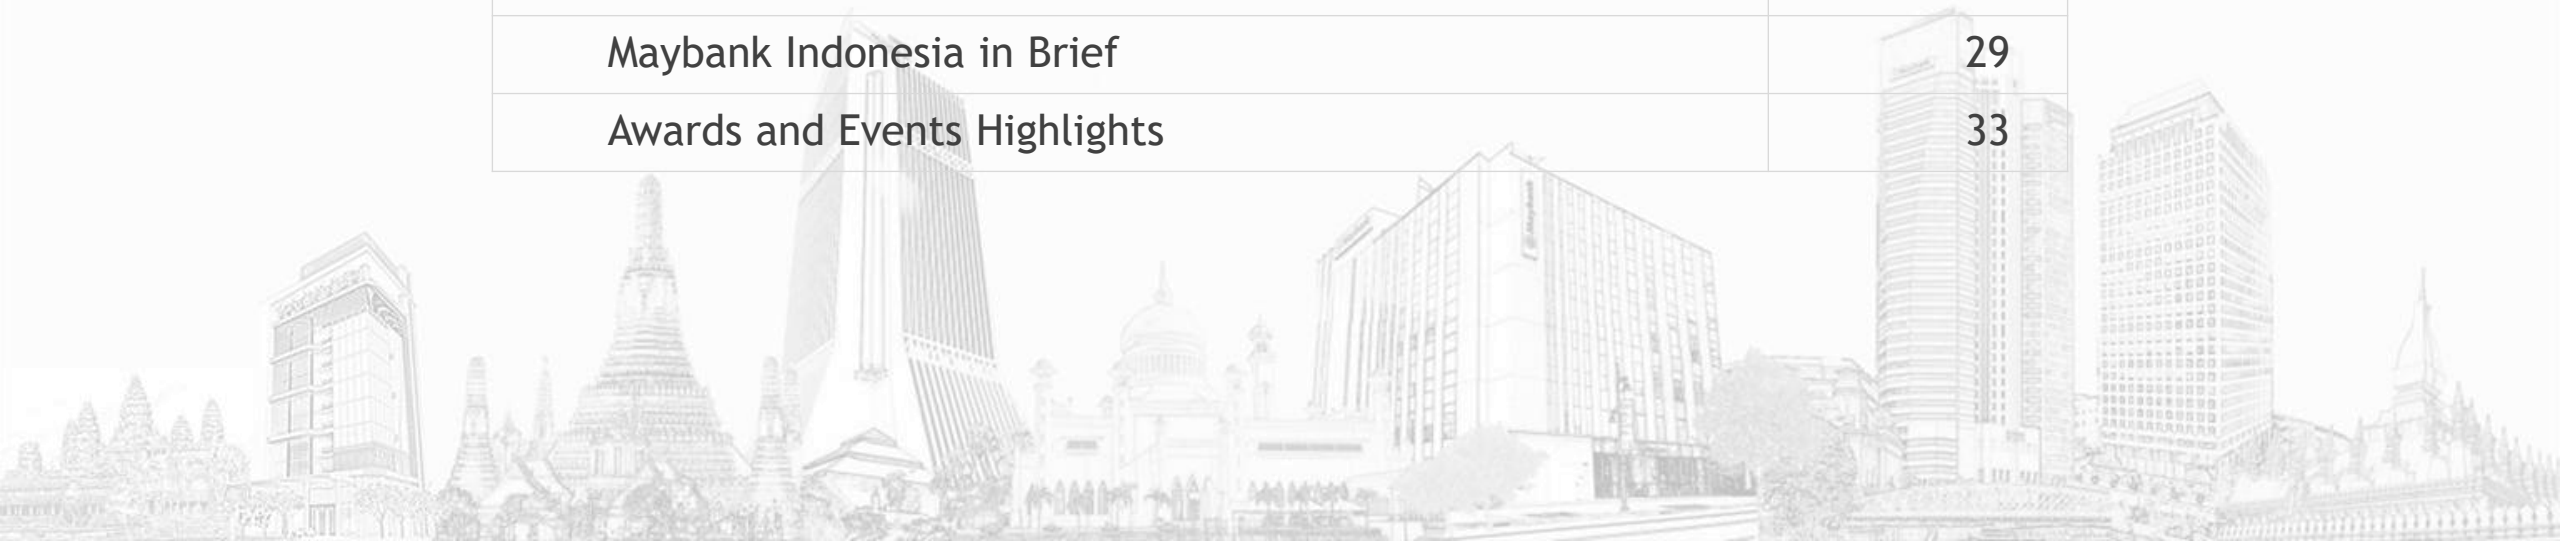 Maybank Indonesia in Brief 29
Awards and Events Highlights 33